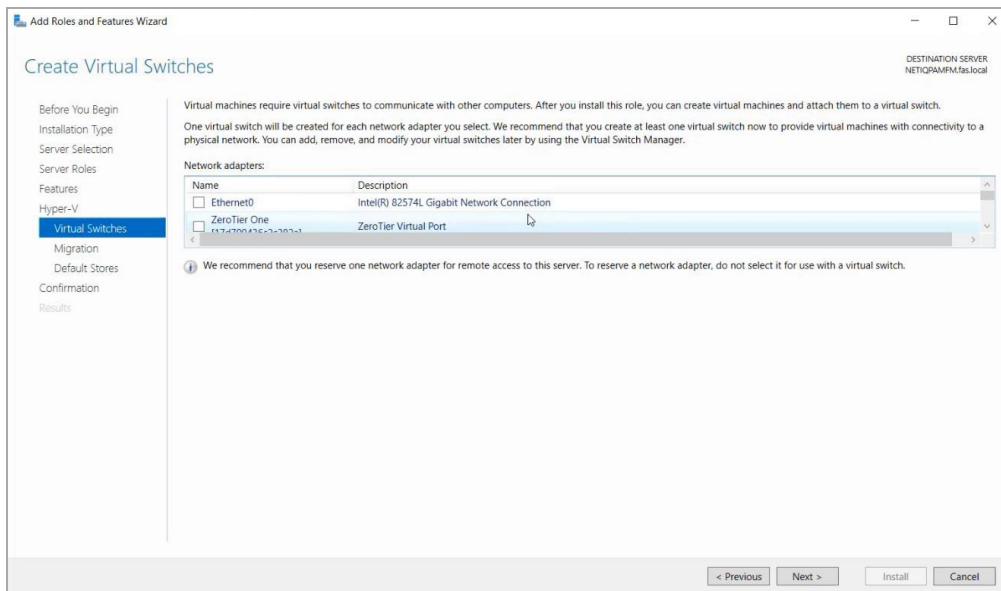 Add Roles and Features Wizard
Create Virtual Switches
DESTINATION SERVER
NETIQPAMFM.fas.local
Before You Begin
Installation Type
Server Selection
Server Roles
Features
Hyper-V
Virtual Switches
Migration
Default Stores
Confirmation
Results
Virtual machines require virtual switches to communicate with other computers. After you install this role, you can create virtual machines and attach them to a virtual switch.
One virtual switch will be created for each network adapter you select. We recommend that you create at least one virtual switch now to provide virtual machines with connectivity to a
physical network. You can add, remove, and modify your virtual switches later by using the Virtual Switch Manager.
Network adapters:
Name Description
Ethernet0 Intel(R) 82574L Gigabit Network Connection
ZeroTier One ZeroTier Virtual Port
We recommend that you reserve one network adapter for remote access to this server. To reserve a network adapter, do not select it for use with a virtual switch.
< Previous Next > Install Cancel